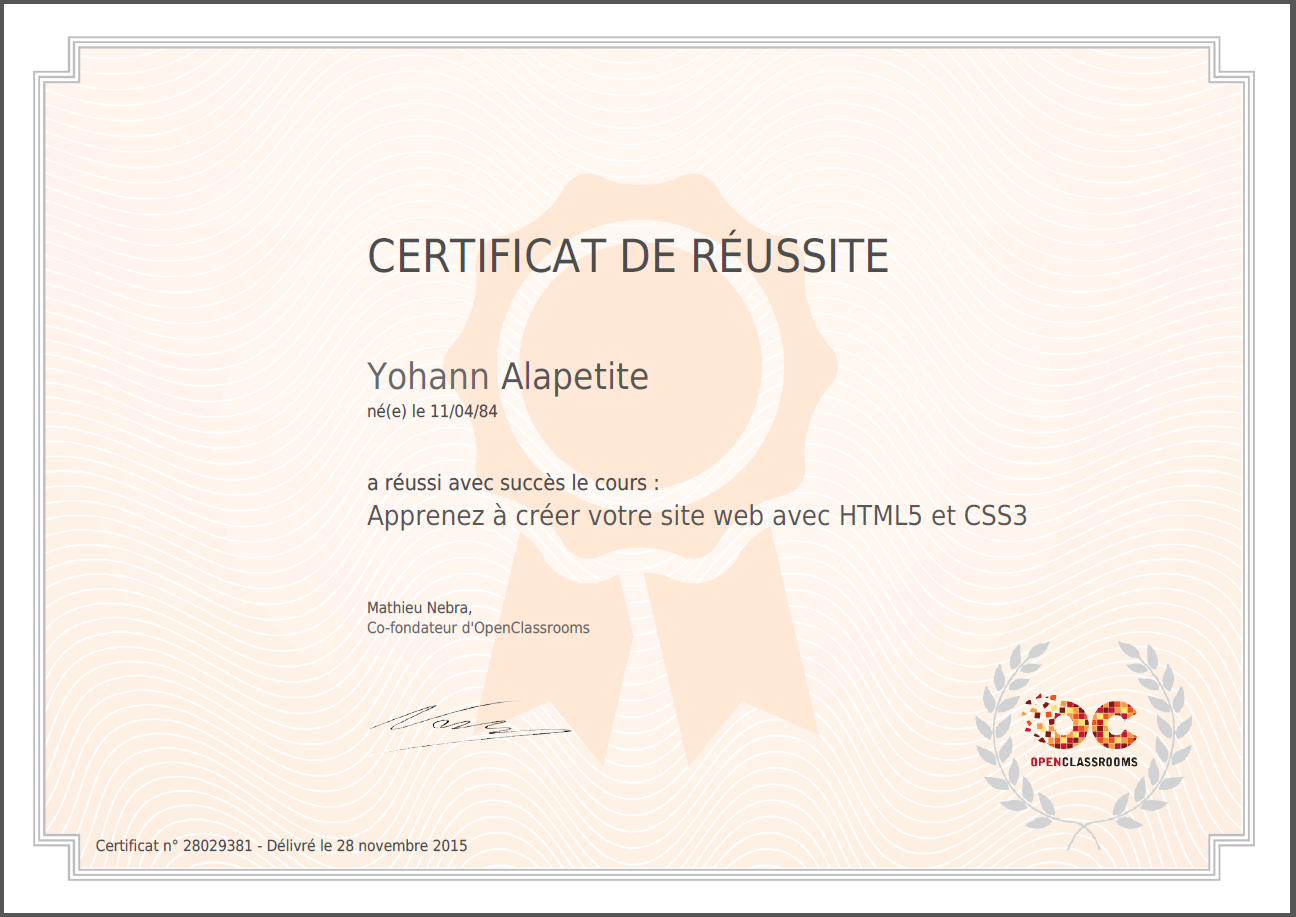 CERTIFICAT DE RÉUSSITE
Yohann Alapetite
né(e) le 11/04/84
a réussi avec succès le cours :
Apprenez à créer votre site web avec HTML5 et CSS3
Mathieu Nebra,
Co-fondateur d'OpenClassrooms
OC
OPENCLASSROOMS
Certificat n° 28029381 - Délivré le 28 novembre 2015